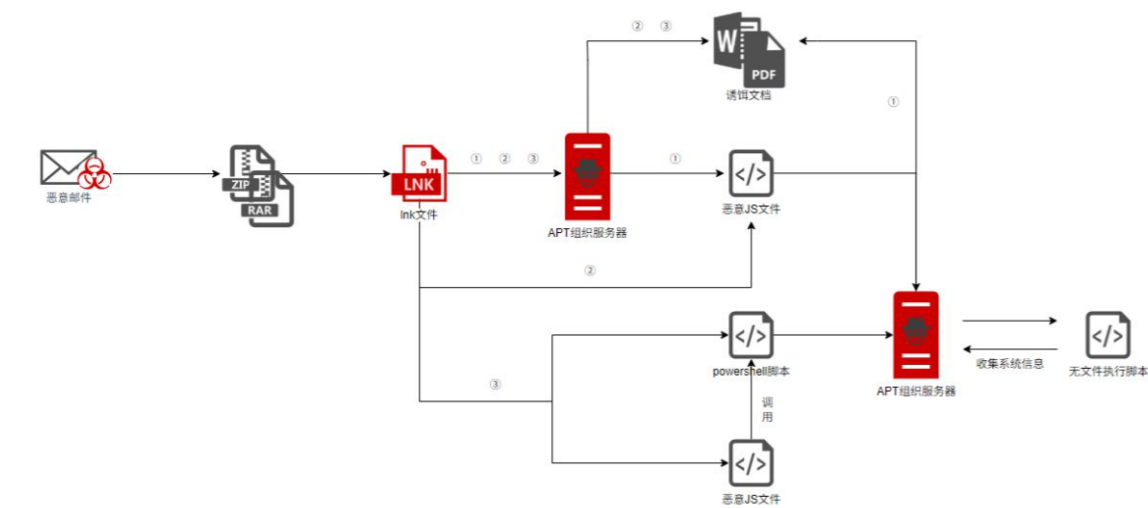 ② ③
W
PDF
诱饵文档
①
恶意邮件
ZIP
RAR
LNK
lnk文件
① ② ③
APT组织服务器
①
恶意JS文件
②
powershell脚本
APT组织服务器
收集系统信息
无文件执行脚本
③
调
用
恶意JS文件